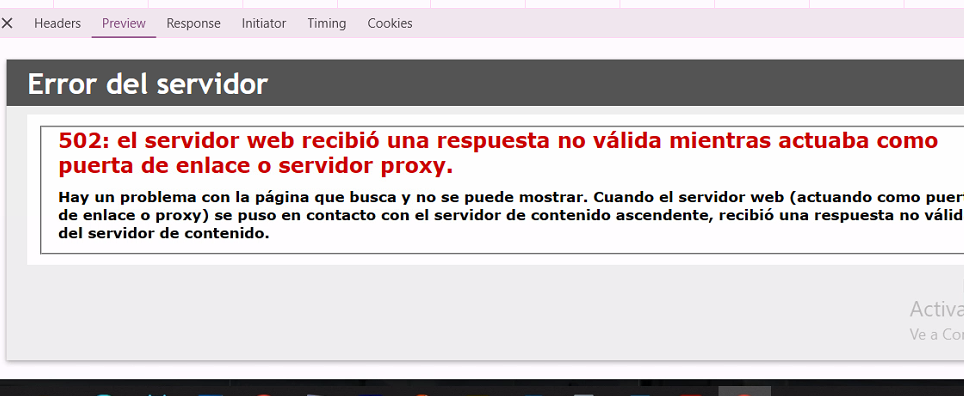 Headers Preview Response Initiator Timing Cookies
Error del servidor
502: el servidor web recibió una respuesta no válida mientras actuaba como
puerta de enlace o servidor proxy.
Hay un problema con la página que busca y no se puede mostrar. Cuando el servidor web (actuando como puer
de enlace o proxy) se puso en contacto con el servidor de contenido ascendente, recibió una respuesta no válid
del servidor de contenido.
Activa
Ve a Co